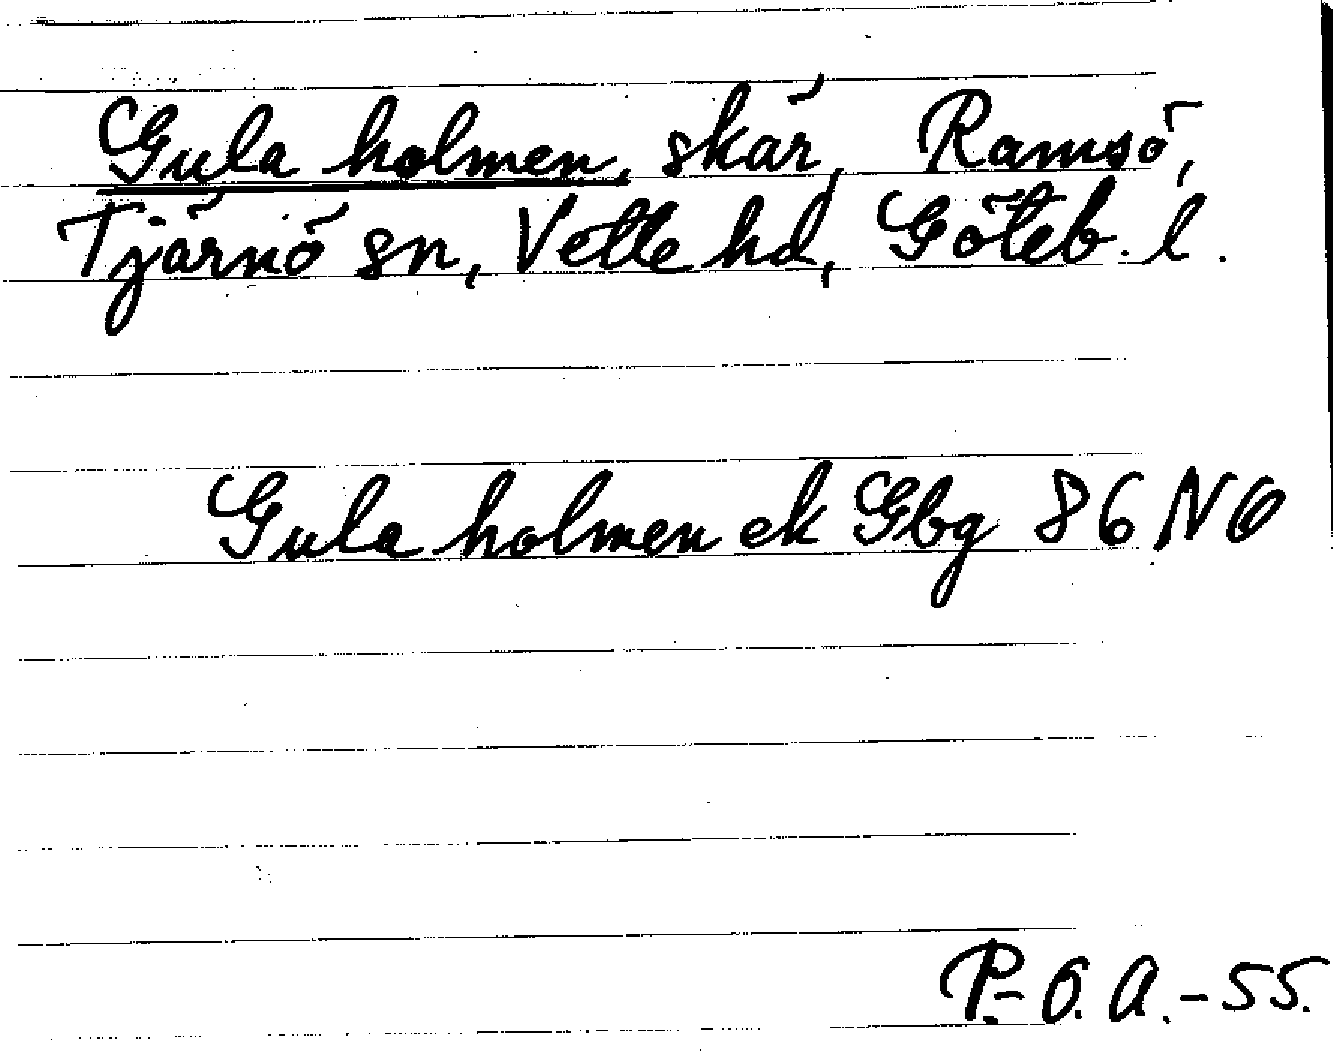 Gula holmen, skär, Ramsö,
Tjärnö sn, Vette hd, Göteb. l.
Gula holmen ek Gbg 86 NO
P.-O. A. -55.